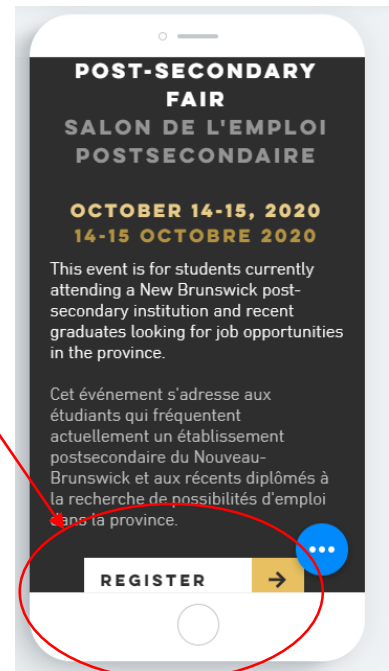 POST-SECONDARY
FAIR
SALON DE L'EMPLOI
POSTSECONDAIRE
OCTOBER 14-15, 2020
14-15 OCTOBRE 2020
This event is for students currently
attending a New Brunswick post-
secondary institution and recent
graduates looking for job opportunities
in the province.
Cet événement s'adresse aux
étudiants qui fréquentent
actuellement un établissement
postsecondaire du Nouveau-
Brunswick et aux récents diplômés à
la recherche de possibilités d'emploi
dans la province.
REGISTER →